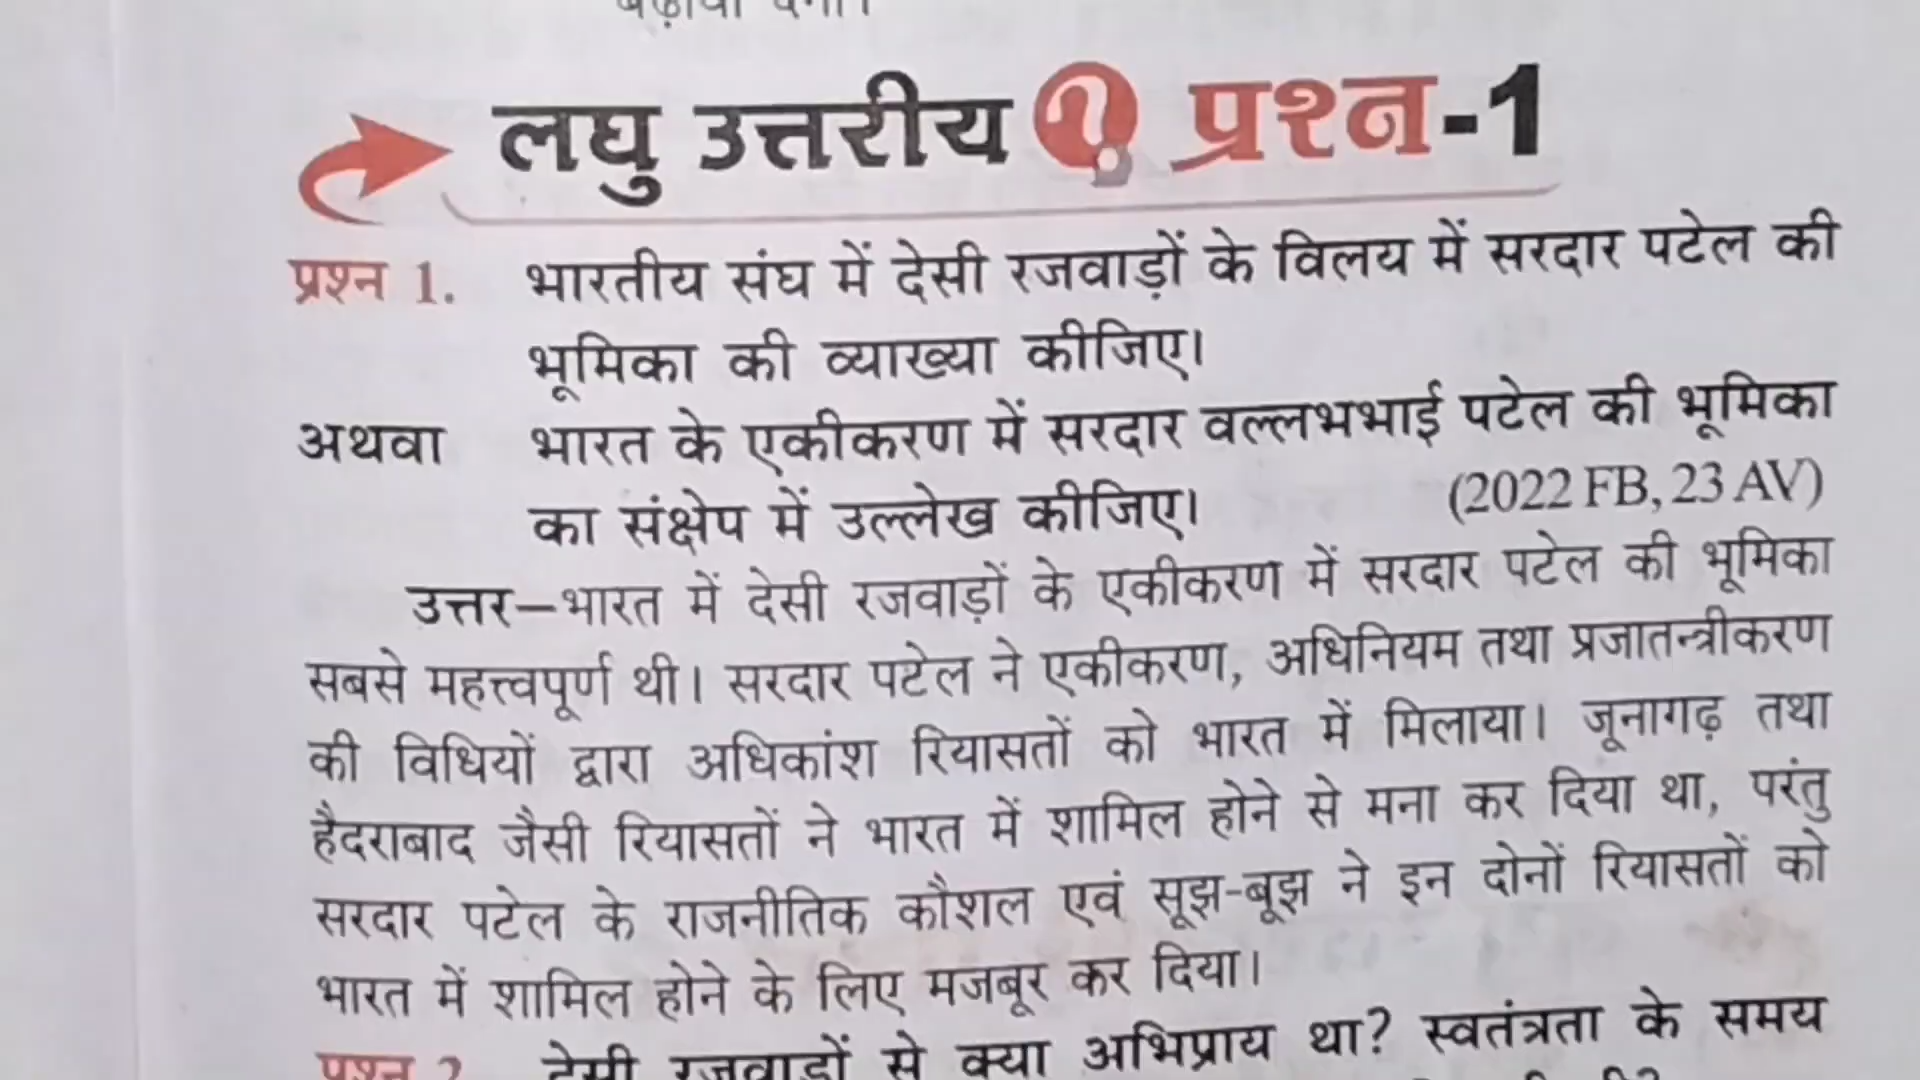 लघु उत्तरीय ? प्रश्न-1
प्रश्न 1. भारतीय संघ में देसी रजवाड़ों के विलय में सरदार पटेल की
भूमिका की व्याख्या कीजिए।
अथवा भारत के एकीकरण में सरदार वल्लभभाई पटेल की भूमिका
का संक्षेप में उल्लेख कीजिए। (2022 FB, 23 AV)
उत्तर–भारत में देसी रजवाड़ों के एकीकरण में सरदार पटेल की भूमिका
सबसे महत्त्वपूर्ण थी। सरदार पटेल ने एकीकरण, अधिनियम तथा प्रजातन्त्रीकरण
की विधियों द्वारा अधिकांश रियासतों को भारत में मिलाया। जूनागढ़ तथा
हैदराबाद जैसी रियासतों ने भारत में शामिल होने से मना कर दिया था, परंतु
सरदार पटेल के राजनीतिक कौशल एवं सूझ-बूझ ने इन दोनों रियासतों को
भारत में शामिल होने के लिए मजबूर कर दिया।
प्रश्न 2 देसी रजवाड़ों से क्या अभिप्राय था? स्वतंत्रता के समय